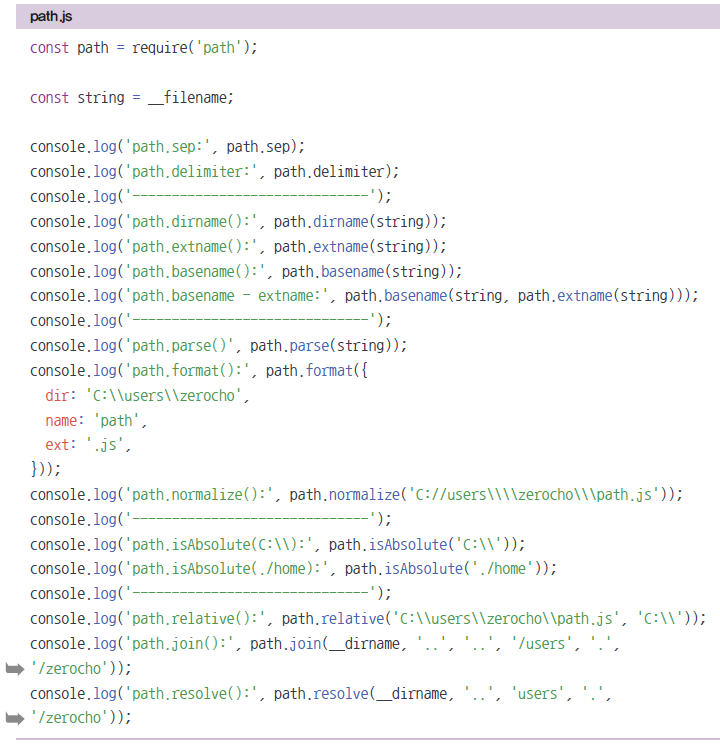 path.js
const path = require('path');
const string = __filename;
console.log('path.sep:', path.sep);
console.log('path.delimiter:', path.delimiter);
console.log('------------------------------');
console.log('path.dirname():', path.dirname(string));
console.log('path.extname():', path.extname(string));
console.log('path.basename():', path.basename(string));
console.log('path.basename - extname:', path.basename(string, path.extname(string)));
console.log('------------------------------');
console.log('path.parse()', path.parse(string));
console.log('path.format():', path.format({
  dir: 'C:\\users\\zerocho',
  name: 'path',
  ext: '.js',
}));
console.log('path.normalize():', path.normalize('C://users\\\\zerocho\\\path.js'));
console.log('------------------------------');
console.log('path.isAbsolute(C:\\):', path.isAbsolute('C:\\'));
console.log('path.isAbsolute(./home):', path.isAbsolute('./home'));
console.log('------------------------------');
console.log('path.relative():', path.relative('C:\\users\\zerocho\\path.js', 'C:\\'));
console.log('path.join():', path.join(__dirname, '..', '..', '/users', '.',
'/zerocho'));
console.log('path.resolve():', path.resolve(__dirname, '..', 'users', '.',
'/zerocho'));